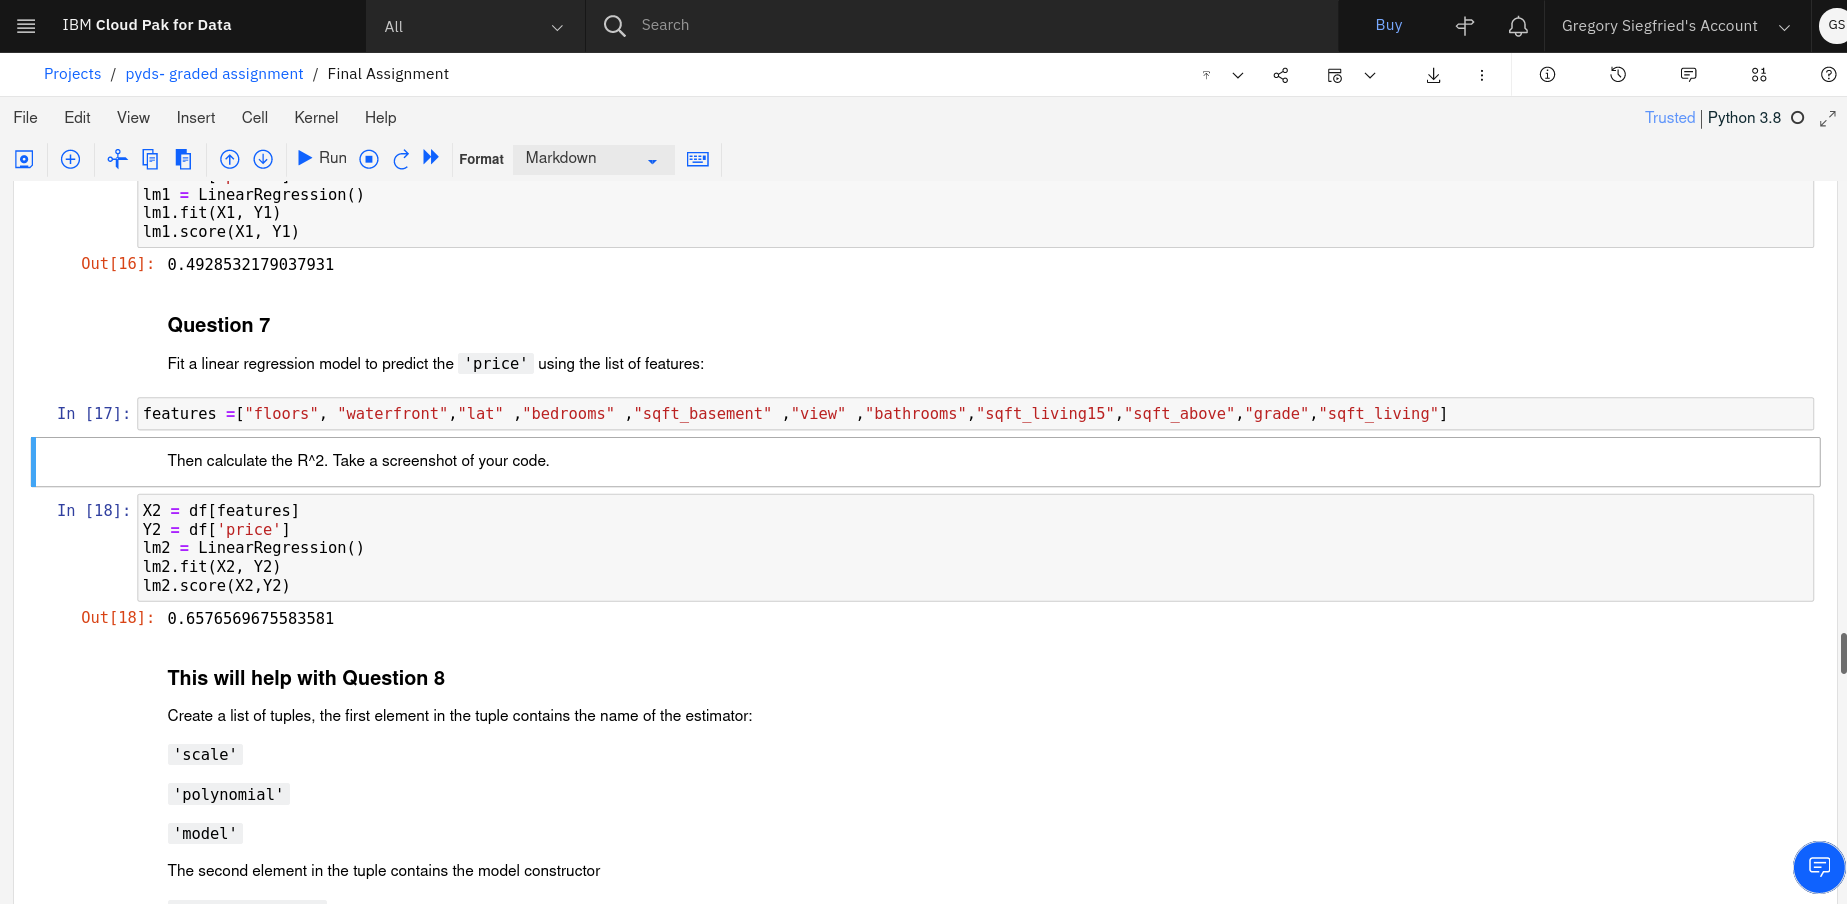 IBM Cloud Pak for Data
All
Search
Buy
Gregory Siegfried's Account
GS
Projects / pyds- graded assignment / Final Assignment
File Edit View Insert Cell Kernel Help
Trusted | Python 3.8
Run
Format
Markdown
lm1 = LinearRegression()
lm1.fit(X1, Y1)
lm1.score(X1, Y1)
Out[16]: 0.4928532179037931
Question 7
Fit a linear regression model to predict the 'price' using the list of features:
In [17]: features =["floors", "waterfront","lat" ,"bedrooms" ,"sqft_basement" ,"view" ,"bathrooms","sqft_living15","sqft_above","grade","sqft_living"]
Then calculate the R^2. Take a screenshot of your code.
In [18]: X2 = df[features]
Y2 = df['price']
lm2 = LinearRegression()
lm2.fit(X2, Y2)
lm2.score(X2,Y2)
Out[18]: 0.6576569675583581
This will help with Question 8
Create a list of tuples, the first element in the tuple contains the name of the estimator:
'scale'
'polynomial'
'model'
The second element in the tuple contains the model constructor